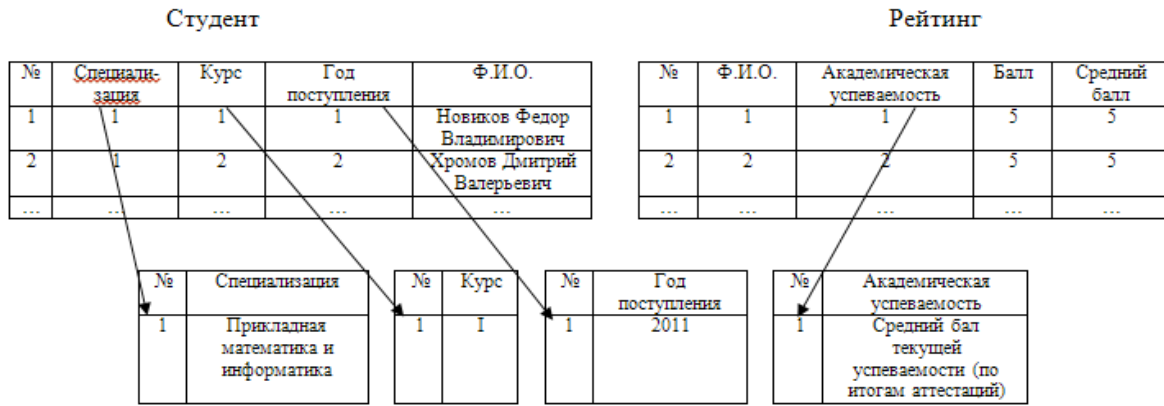 Студент
Рейтинг
№ Специали- Курс Год Ф.И.О.
зация поступления
1 1 1 1 Новиков Федор
Владимирович
2 1 2 2 Хромов Дмитрий
Валерьевич
... ... ... ... ...
№ Ф.И.О. Академическая Балл Средний
успеваемость балл
1 1 1 5 5
2 2 2 5 5
... ... ... ... ...
№ Специализация
1 Прикладная
математика и
информатика
№ Курс
1 I
№ Год
поступления
1 2011
№ Академическая
успеваемость
1 Средний бал
текущей
успеваемости (по
итогам аттестаций)